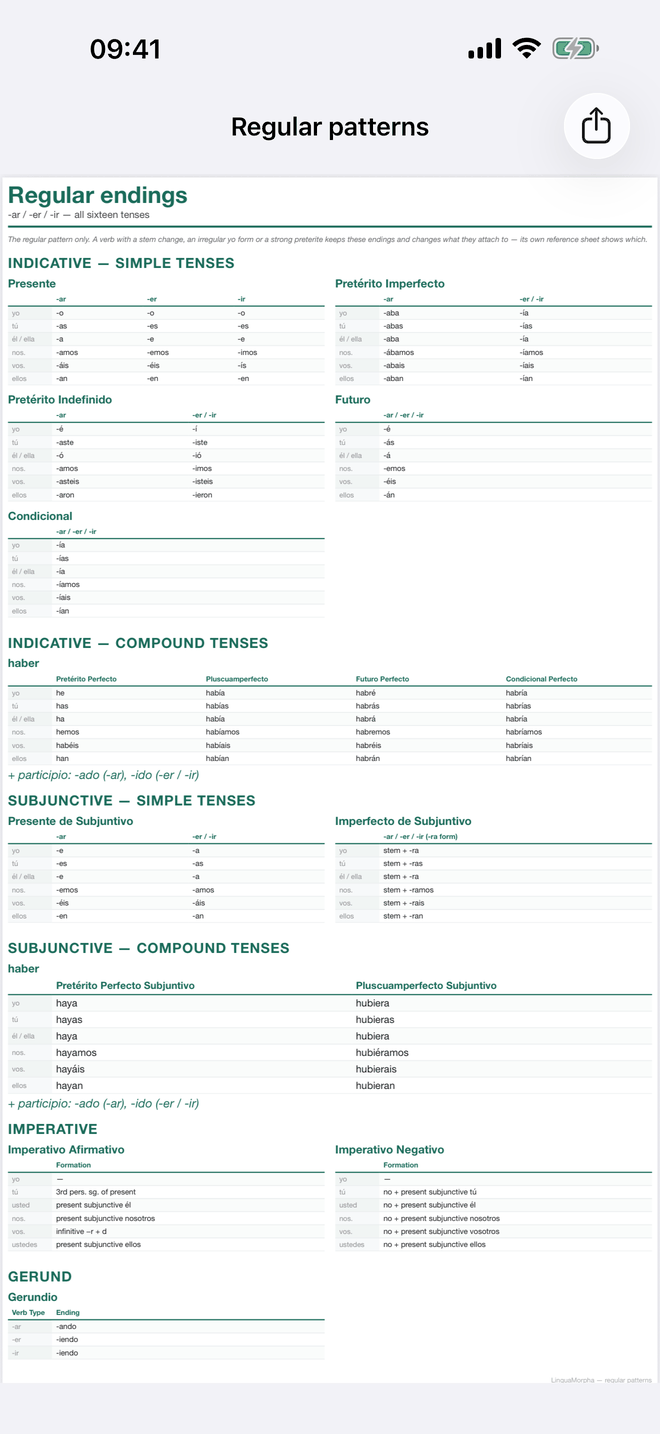 09:41
Regular patterns
Regular endings
-ar / -er / -ir — all sixteen tenses
The regular pattern only. A verb with a stem change, an irregular yo form or a strong preterite keeps these endings and changes what they attach to — its own reference sheet shows which.
INDICATIVE — SIMPLE TENSES
Presente
-ar -er -ir
yo -o -o -o
tú -as -es -es
él / ella -a -e -e
nos. -amos -emos -imos
vos. -áis -éis -ís
ellos -an -en -en
Pretérito Imperfecto
-ar -er / -ir
yo -aba -ía
tú -abas -ías
él / ella -aba -ía
nos. -ábamos -íamos
vos. -abais -íais
ellos -aban -ían
Pretérito Indefinido
-ar -er / -ir
yo -é -í
tú -aste -iste
él / ella -ó -ió
nos. -amos -imos
vos. -asteis -isteis
ellos -aron -ieron
Futuro
-ar / -er / -ir
yo -é
tú -ás
él / ella -á
nos. -emos
vos. -éis
ellos -án
Condicional
-ar / -er / -ir
yo -ía
tú -ías
él / ella -ía
nos. -íamos
vos. -íais
ellos -ían
INDICATIVE — COMPOUND TENSES
haber
Pretérito Perfecto Pluscuamperfecto Futuro Perfecto Condicional Perfecto
yo he había habré habría
tú has habías habrás habrías
él / ella ha había habrá habría
nos. hemos habíamos habremos habríamos
vos. habéis habíais habréis habríais
ellos han habían habrán habrían
+ participio: -ado (-ar), -ido (-er / -ir)
SUBJUNCTIVE — SIMPLE TENSES
Presente de Subjuntivo
-ar -er / -ir
yo -e -a
tú -es -as
él / ella -e -a
nos. -emos -amos
vos. -éis -áis
ellos -en -an
Imperfecto de Subjuntivo
-ar / -er / -ir (-ra form)
yo stem + -ra
tú stem + -ras
él / ella stem + -ra
nos. stem + -ramos
vos. stem + -rais
ellos stem + -ran
SUBJUNCTIVE — COMPOUND TENSES
haber
Pretérito Perfecto Subjuntivo Pluscuamperfecto Subjuntivo
yo haya hubiera
tú hayas hubieras
él / ella haya hubiera
nos. hayamos hubiéramos
vos. hayáis hubierais
ellos hayan hubieran
+ participio: -ado (-ar), -ido (-er / -ir)
IMPERATIVE
Imperativo Afirmativo
Formation
yo —
tú 3rd pers. sg. of present
usted present subjunctive él
nos. present subjunctive nosotros
vos. infinitive –r + d
ustedes present subjunctive ellos
Imperativo Negativo
Formation
yo —
tú no + present subjunctive tú
usted no + present subjunctive él
nos. no + present subjunctive nosotros
vos. no + present subjunctive vosotros
ustedes no + present subjunctive ellos
GERUND
Gerundio
Verb Type Ending
-ar -ando
-er -iendo
-ir -iendo
LinguaMorpha — regular patterns